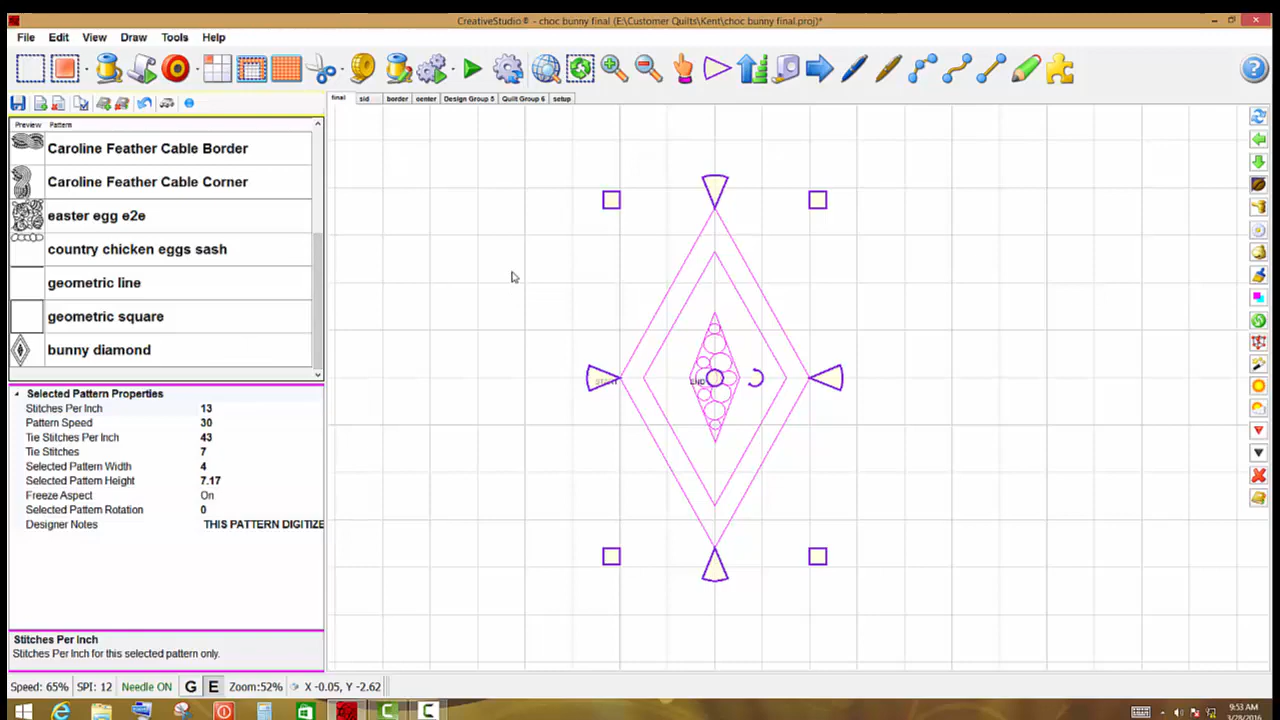 CreativeStudio® - choc bunny final (E:\Customer Quilts\Kent\choc bunny final.proj)*
File Edit View Draw Tools Help
final sid border center Design Group 5 Quilt Group 6 setup
Preview Pattern
Caroline Feather Cable Border
Caroline Feather Cable Corner
easter egg e2e
country chicken eggs sash
geometric line
geometric square
bunny diamond
START END
Selected Pattern Properties
Stitches Per Inch 13
Pattern Speed 30
Tie Stitches Per Inch 43
Tie Stitches 7
Selected Pattern Width 4
Selected Pattern Height 7.17
Freeze Aspect On
Selected Pattern Rotation 0
Designer Notes THIS PATTERN DIGITIZE
Stitches Per Inch
Stitches Per Inch for this selected pattern only.
Speed: 65% SPI: 12 Needle ON G E Zoom:52% X -0.05, Y -2.62
9:53 AM
3/28/2016